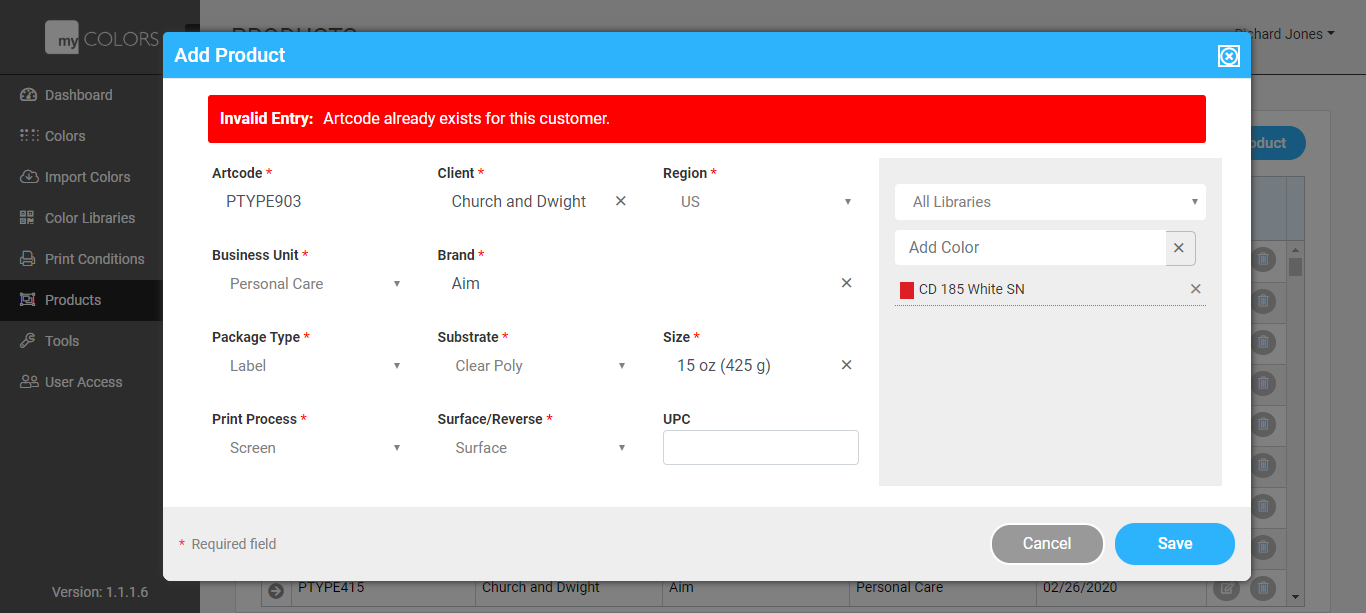 my COLORS
PRODUCTS
Richard Jones
Add Product
Invalid Entry: Artcode already exists for this customer.
Dashboard
Colors
Import Colors
Color Libraries
Print Conditions
Products
Tools
User Access
Version: 1.1.1.6
oduct
Artcode *
PTYPE903
Client *
Church and Dwight
Region *
US
Business Unit *
Personal Care
Brand *
Aim
Package Type *
Label
Substrate *
Clear Poly
Size *
15 oz (425 g)
Print Process *
Screen
Surface/Reverse *
Surface
UPC
All Libraries
Add Color
CD 185 White SN
* Required field
Cancel
Save
PTYPE415 Church and Dwight Aim Personal Care 02/26/2020